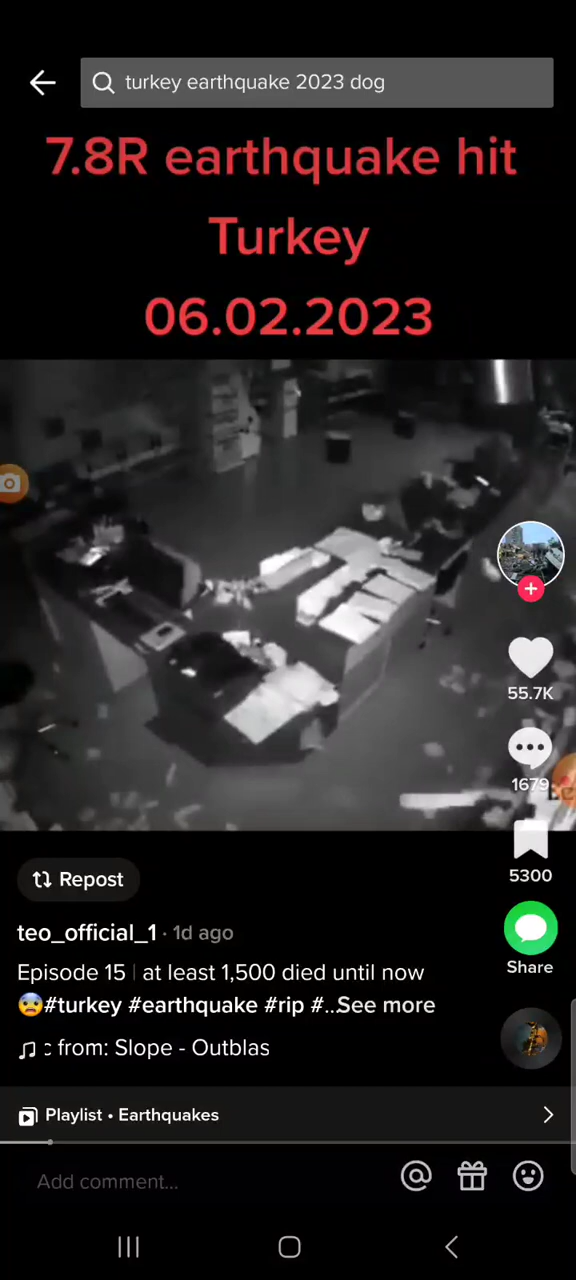 turkey earthquake 2023 dog
7.8R earthquake hit
Turkey
06.02.2023
55.7K
1679
5300
Repost
teo_official_1 · 1d ago
Share
Episode 15 | at least 1,500 died until now
😨#turkey #earthquake #rip #...See more
from: Slope - Outblas
Playlist • Earthquakes
Add comment...